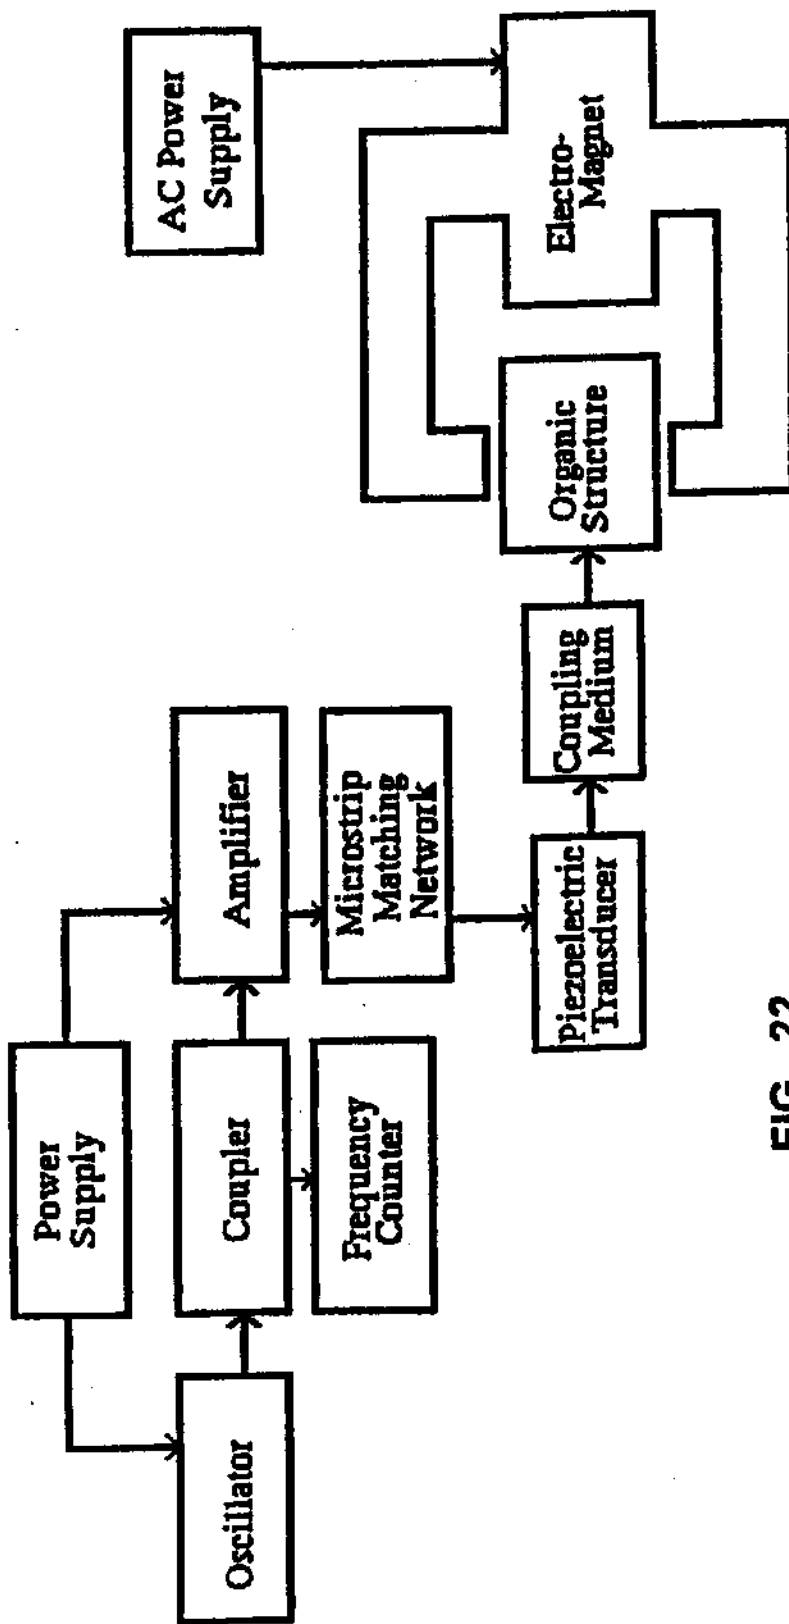 Power
Supply
Oscillator
Coupler
Amplifier
Frequency
Counter
Microstrip
Matching
Network
Piezoelectric
Transducer
Coupling
Medium
Organic
Structure
Electro-
Magnet
AC Power
Supply
FIG. 22